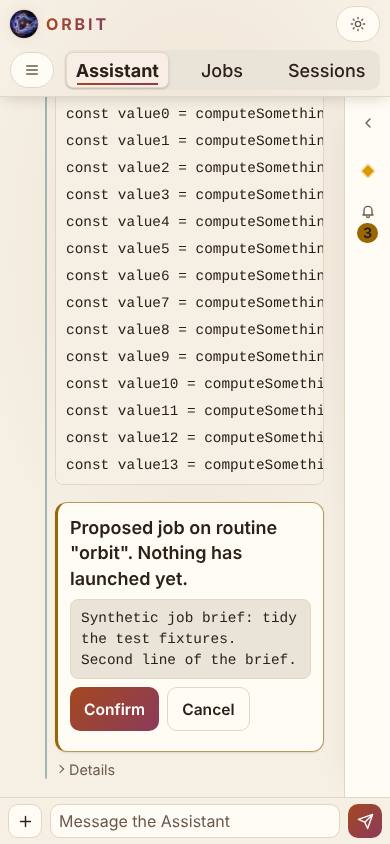 ORBIT
Assistant Jobs Sessions
const value0 = computeSomethin
const value1 = computeSomethin
const value2 = computeSomethin
const value3 = computeSomethin
const value4 = computeSomethin
const value5 = computeSomethin
const value6 = computeSomethin
const value7 = computeSomethin
const value8 = computeSomethin
const value9 = computeSomethin
const value10 = computeSomethi
const value11 = computeSomethi
const value12 = computeSomethi
const value13 = computeSomethi
3
Proposed job on routine
"orbit". Nothing has
launched yet.
Synthetic job brief: tidy
the test fixtures.
Second line of the brief.
Confirm Cancel
Details
Message the Assistant